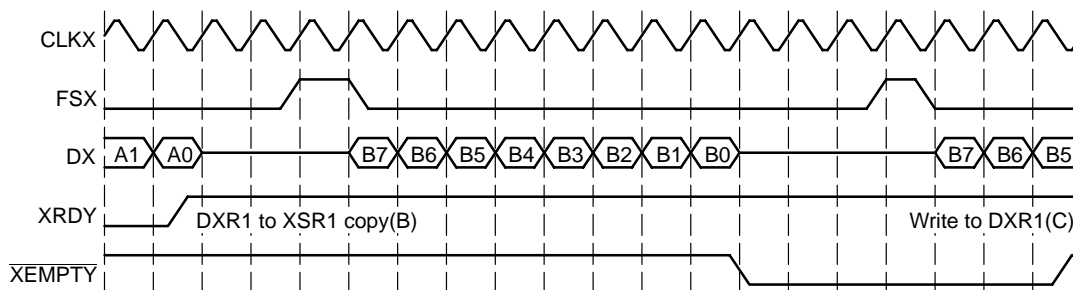 CLKX
FSX
DX A1 A0 B7 B6 B5 B4 B3 B2 B1 B0 B7 B6 B5
XRDY DXR1 to XSR1 copy(B) Write to DXR1(C)
XEMPTY